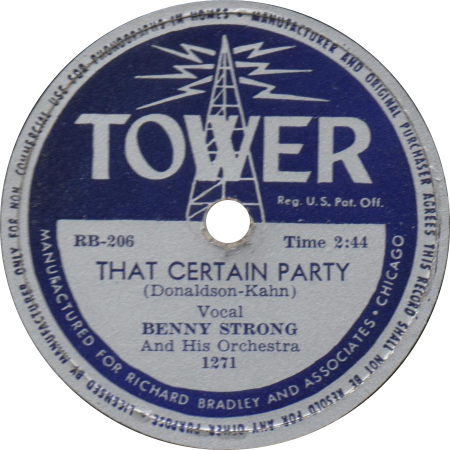 LICENSED BY MANUFACTURER ONLY FOR NON COMMERCIAL USE FOR PHONOGRAPHS IN HOMES • MANUFACTURER AND ORIGINAL PURCHASER AGREES THIS RECORD SHALL NOT BE RESOLD FOR ANY OTHER PURPOSE •
TOWER
Reg. U.S. Pat. Off.
RB-206 Time 2:44
THAT CERTAIN PARTY
(Donaldson-Kahn)
Vocal
BENNY STRONG
And His Orchestra
1271
MANUFACTURED FOR RICHARD BRADLEY AND ASSOCIATES • CHICAGO